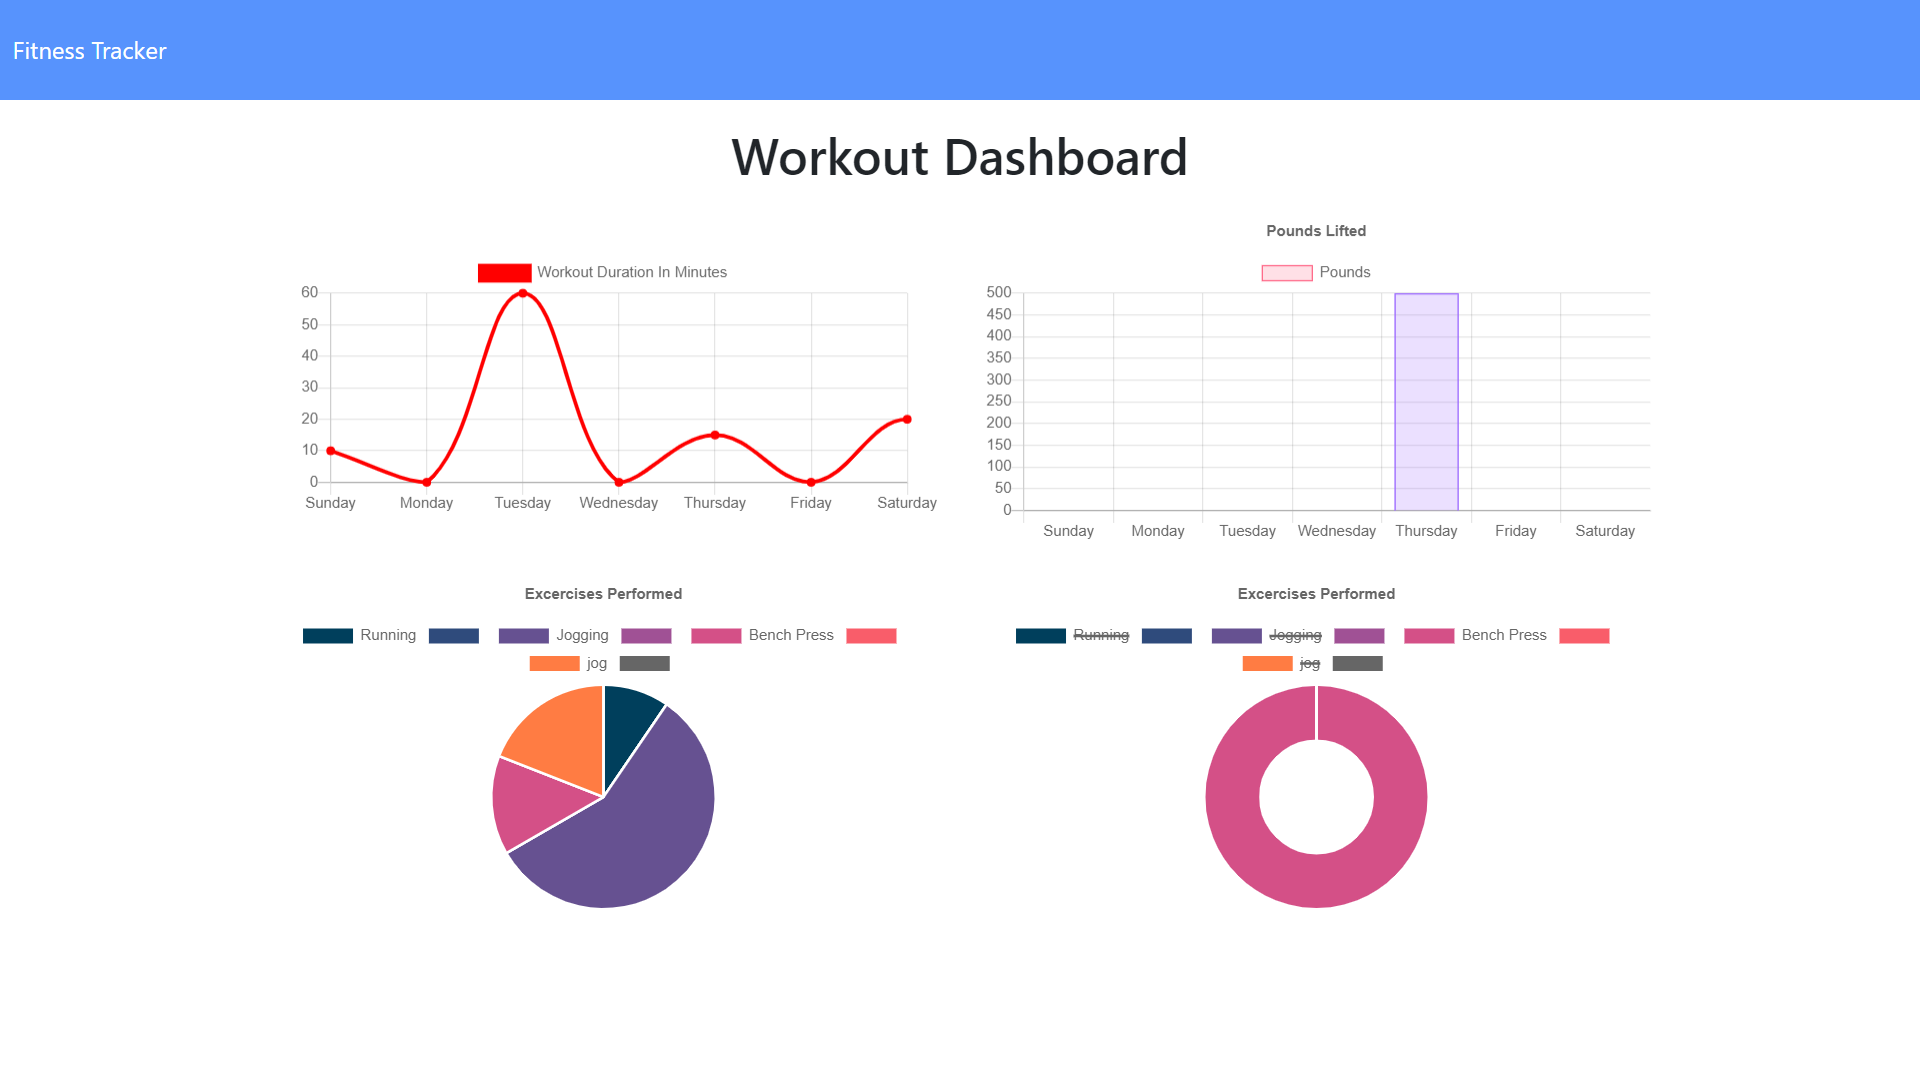 Fitness Tracker
Workout Dashboard
Workout Duration In Minutes
60
50
40
30
20
10
0
Sunday Monday Tuesday Wednesday Thursday Friday Saturday
Pounds Lifted
Pounds
500
450
400
350
300
250
200
150
100
50
0
Sunday Monday Tuesday Wednesday Thursday Friday Saturday
Excercises Performed
Running Jogging Bench Press
jog
Excercises Performed
Running Jogging Bench Press
jog